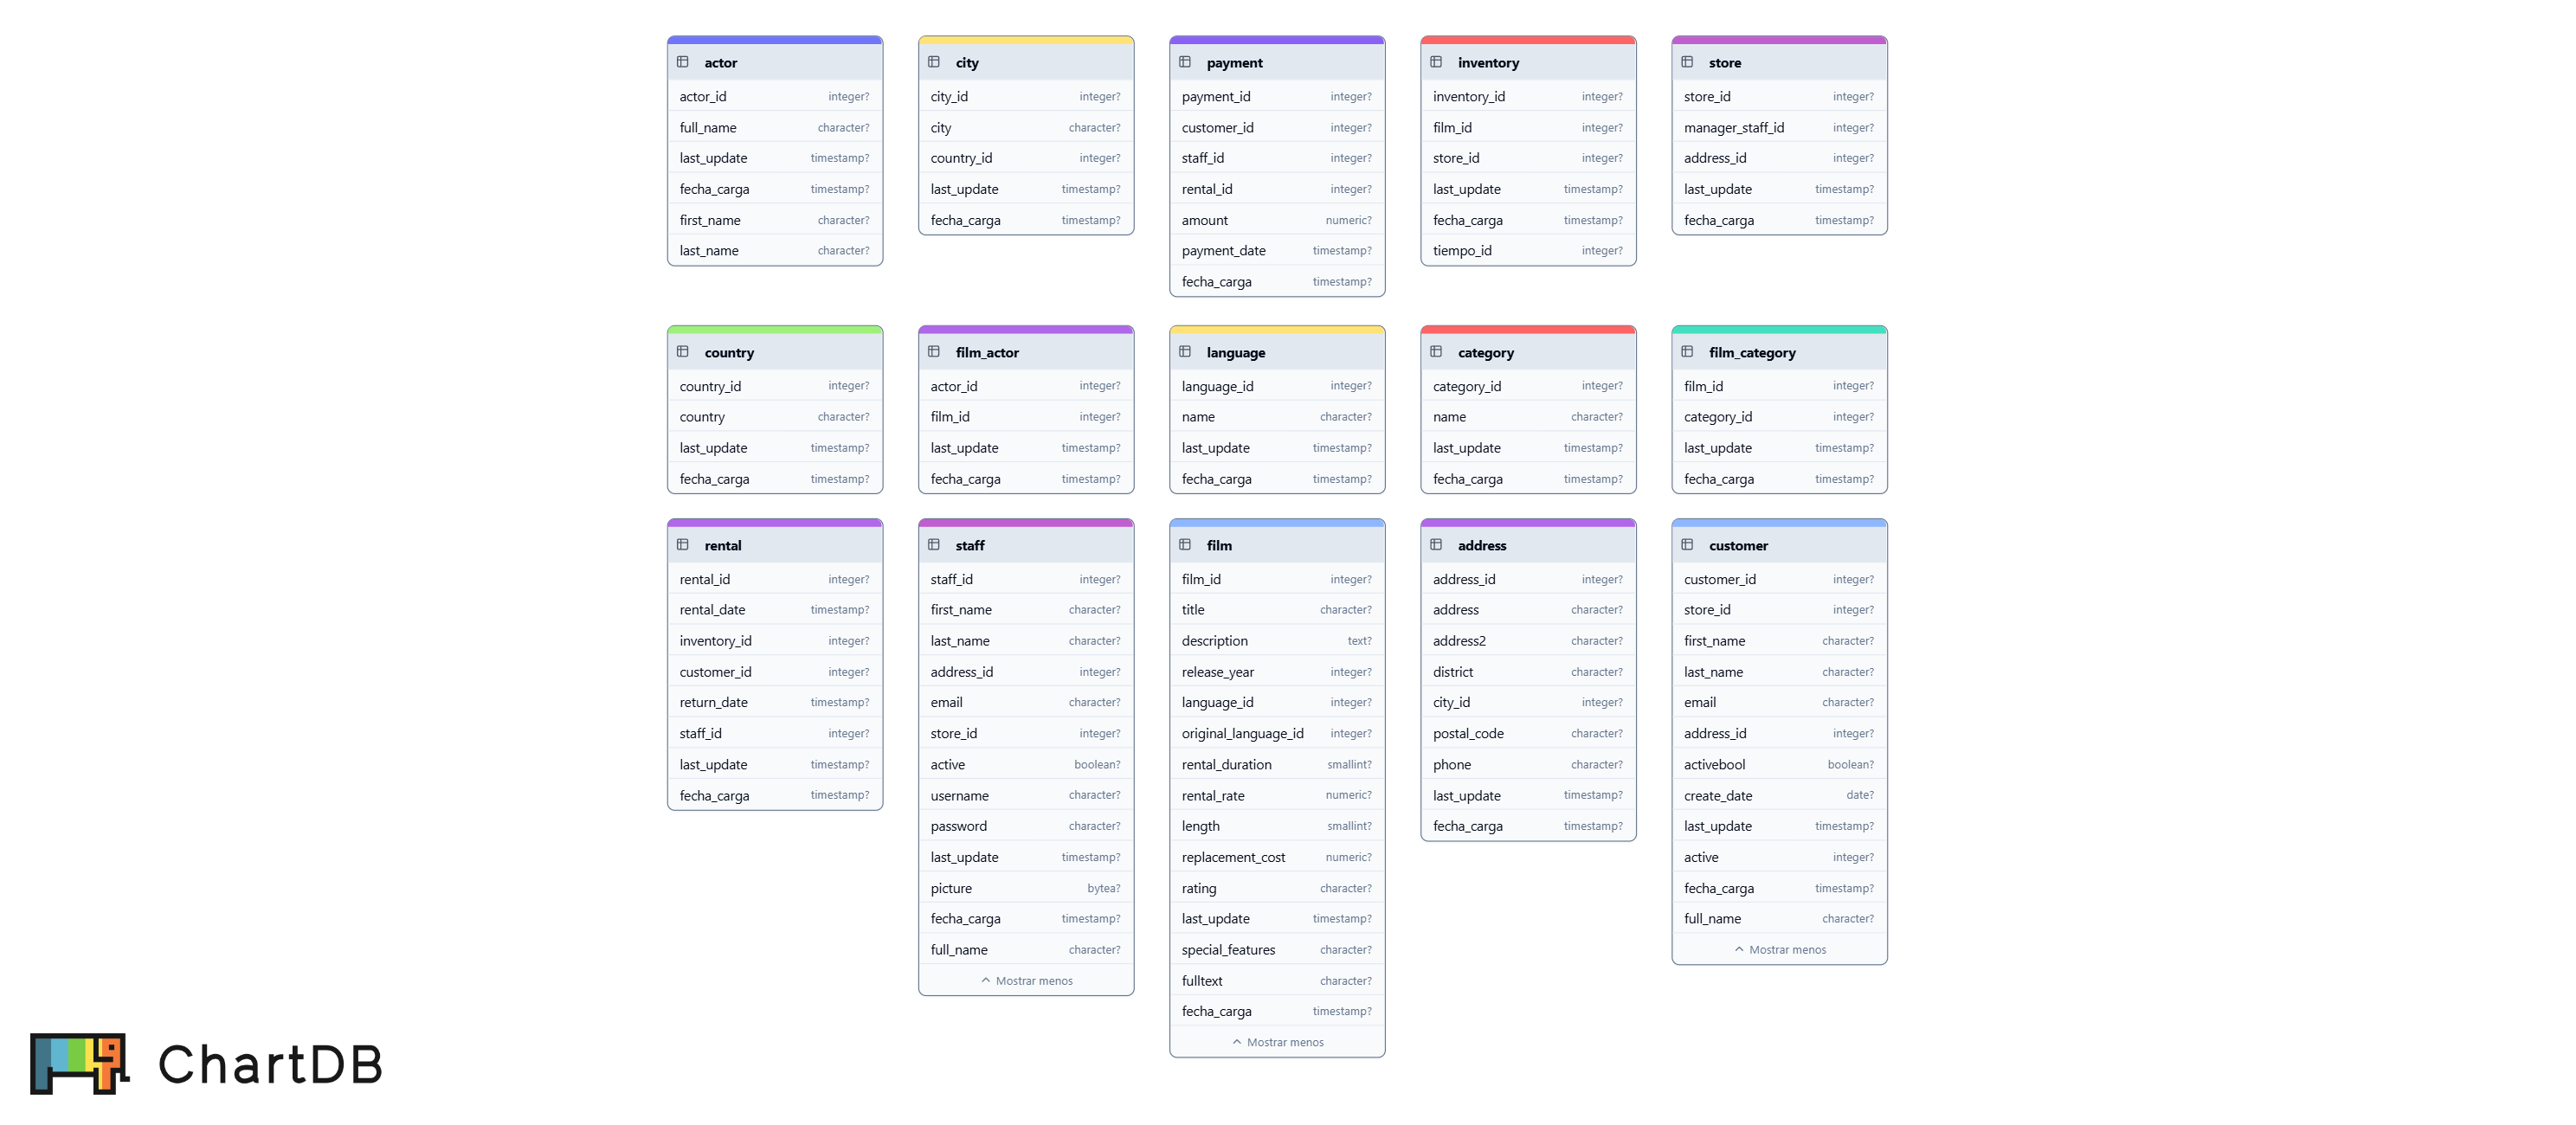 actor
actor_id integer?
full_name character?
last_update timestamp?
fecha_carga timestamp?
first_name character?
last_name character?
city
city_id integer?
city character?
country_id integer?
last_update timestamp?
fecha_carga timestamp?
payment
payment_id integer?
customer_id integer?
staff_id integer?
rental_id integer?
amount numeric?
payment_date timestamp?
fecha_carga timestamp?
inventory
inventory_id integer?
film_id integer?
store_id integer?
last_update timestamp?
fecha_carga timestamp?
tiempo_id integer?
store
store_id integer?
manager_staff_id integer?
address_id integer?
last_update timestamp?
fecha_carga timestamp?
country
country_id integer?
country character?
last_update timestamp?
fecha_carga timestamp?
film_actor
actor_id integer?
film_id integer?
last_update timestamp?
fecha_carga timestamp?
language
language_id integer?
name character?
last_update timestamp?
fecha_carga timestamp?
category
category_id integer?
name character?
last_update timestamp?
fecha_carga timestamp?
film_category
film_id integer?
category_id integer?
last_update timestamp?
fecha_carga timestamp?
rental
rental_id integer?
rental_date timestamp?
inventory_id integer?
customer_id integer?
return_date timestamp?
staff_id integer?
last_update timestamp?
fecha_carga timestamp?
staff
staff_id integer?
first_name character?
last_name character?
address_id integer?
email character?
store_id integer?
active boolean?
username character?
password character?
last_update timestamp?
picture bytea?
fecha_carga timestamp?
full_name character?
Mostrar menos
film
film_id integer?
title character?
description text?
release_year integer?
language_id integer?
original_language_id integer?
rental_duration smallint?
rental_rate numeric?
length smallint?
replacement_cost numeric?
rating character?
last_update timestamp?
special_features character?
fulltext character?
fecha_carga timestamp?
Mostrar menos
address
address_id integer?
address character?
address2 character?
district character?
city_id integer?
postal_code character?
phone character?
last_update timestamp?
fecha_carga timestamp?
customer
customer_id integer?
store_id integer?
first_name character?
last_name character?
email character?
address_id integer?
activebool boolean?
create_date date?
last_update timestamp?
active integer?
fecha_carga timestamp?
full_name character?
Mostrar menos
ChartDB